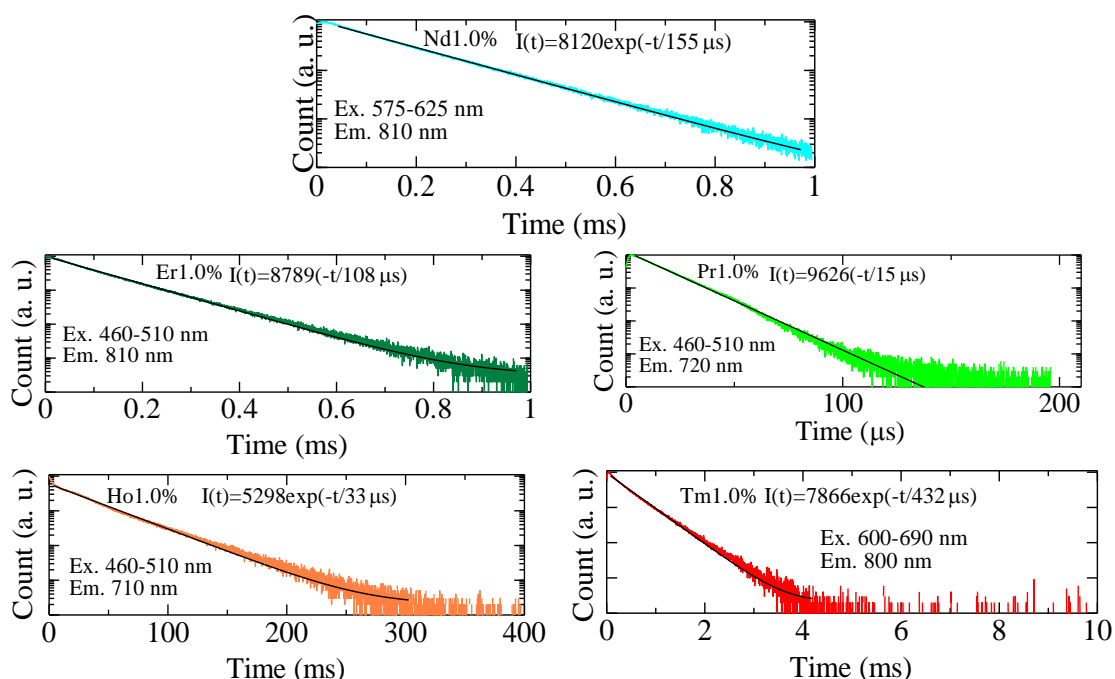 Count (a. u.)
Nd1.0% I(t)=8120exp(-t/155 μs)
Ex. 575-625 nm
Em. 810 nm
0 0.2 0.4 0.6 0.8 1
Time (ms)
Count (a. u.)
Er1.0% I(t)=8789(-t/108 μs)
Ex. 460-510 nm
Em. 810 nm
0 0.2 0.4 0.6 0.8 1
Time (ms)
Count (a. u.)
Pr1.0% I(t)=9626(-t/15 μs)
Ex. 460-510 nm
Em. 720 nm
0 100 200
Time (μs)
Count (a. u.)
Ho1.0% I(t)=5298exp(-t/33 μs)
Ex. 460-510 nm
Em. 710 nm
0 100 200 300 400
Time (ms)
Count (a. u.)
Tm1.0% I(t)=7866exp(-t/432 μs)
Ex. 600-690 nm
Em. 800 nm
0 2 4 6 8 10
Time (ms)